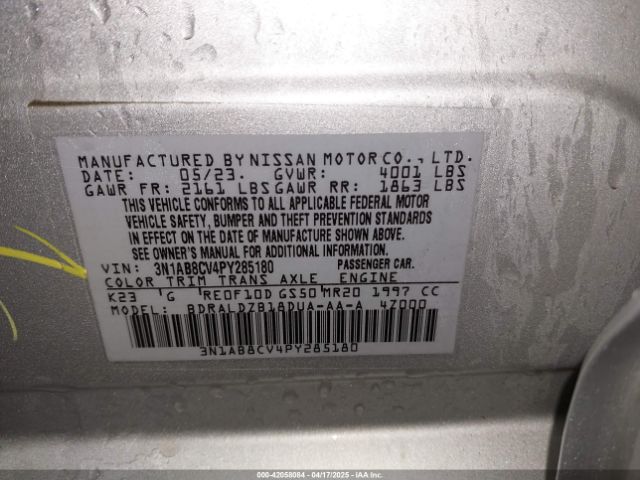 MANUFACTURED BY NISSAN MOTOR CO., LTD.
DATE: 05/23. GVWR: 4001 LBS
GAWR FR: 2161 LBS GAWR RR: 1863 LBS
THIS VEHICLE CONFORMS TO ALL APPLICABLE FEDERAL MOTOR
VEHICLE SAFETY, BUMPER AND THEFT PREVENTION STANDARDS
IN EFFECT ON THE DATE OF MANUFACTURE SHOWN ABOVE.
SEE OWNER'S MANUAL FOR ADDITIONAL INFORMATION.
VIN: 3N1AB8CV4PY285180 PASSENGER CAR.
COLOR TRIM TRANS AXLE ENGINE
K23 G RE0F10D GS50 MR20 1997 CC
MODEL: BDRALDZB18DUA-AA-A 47000
3N1AB8CV4PY285180
000-42058084 - 04/17/2025 - IAAI.COM